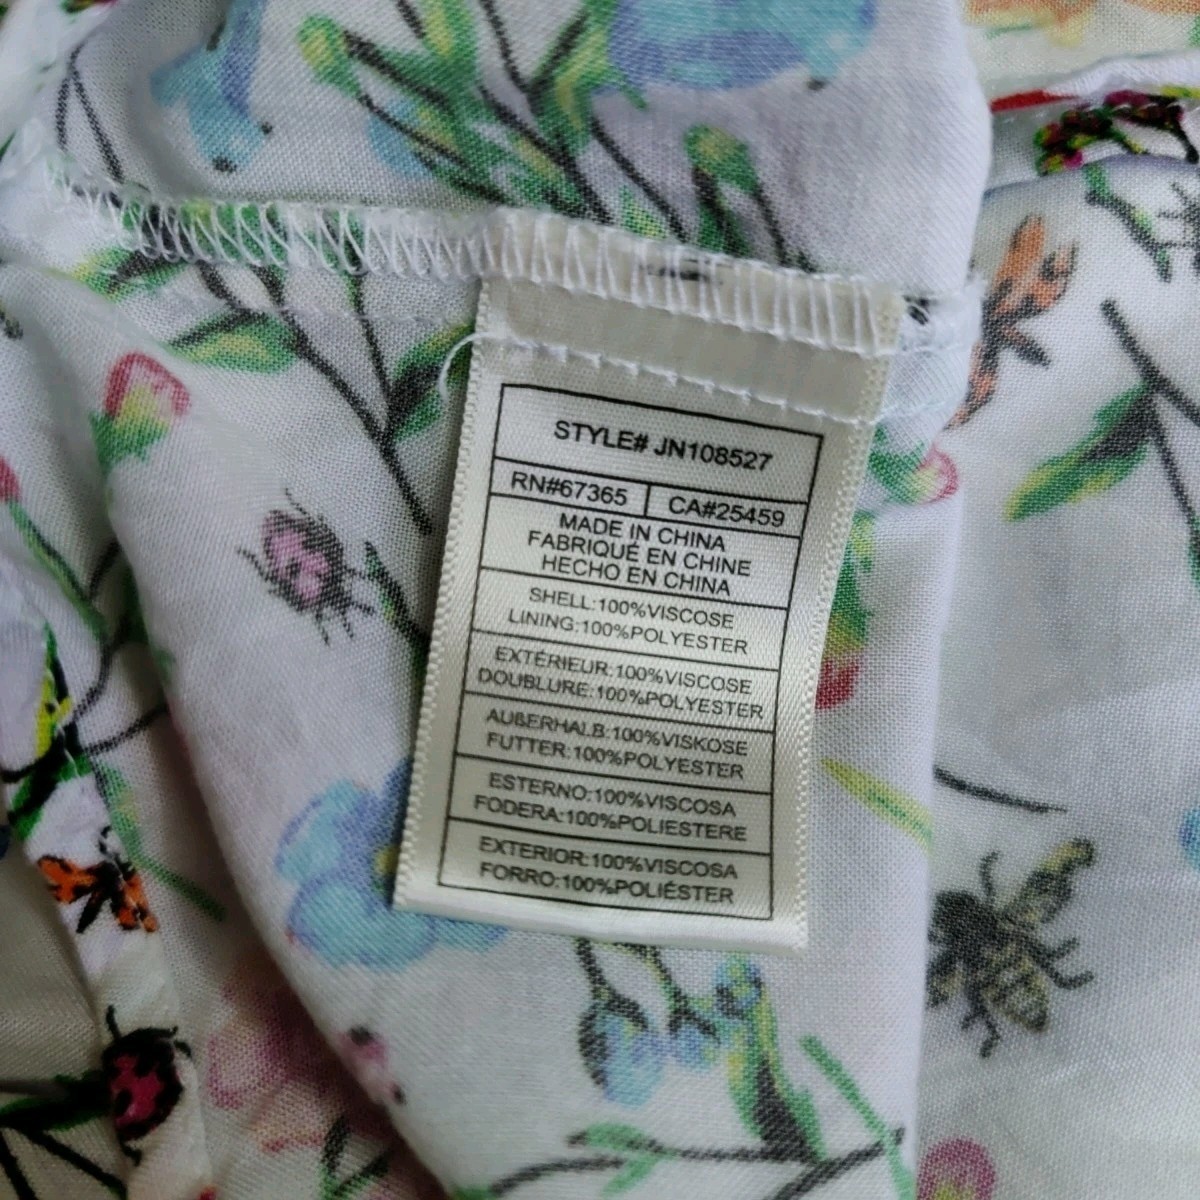 STYLE# JN108527
RN#67365 CA#25459
MADE IN CHINA
FABRIQUÉ EN CHINE
HECHO EN CHINA
SHELL:100%VISCOSE
LINING:100%POLYESTER
EXTÉRIEUR:100%VISCOSE
DOUBLURE:100%POLYESTER
AUßERHALB:100%VISKOSE
FUTTER:100%POLYESTER
ESTERNO:100%VISCOSA
FODERA:100%POLIESTERE
EXTERIOR:100%VISCOSA
FORRO:100%POLIÉSTER